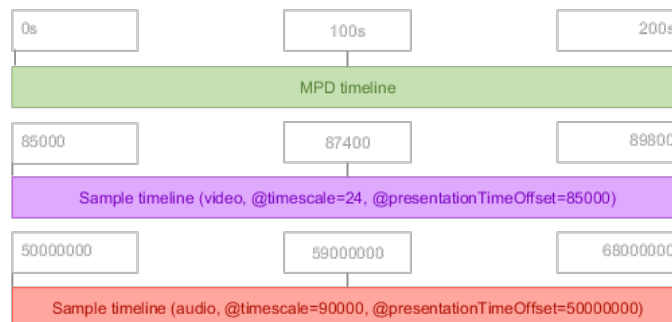 0s
100s
200s
MPD timeline
85000
87400
89800
Sample timeline (video, @timescale=24, @presentationTimeOffset=85000)
50000000
59000000
68000000
Sample timeline (audio, @timescale=90000, @presentationTimeOffset=50000000)